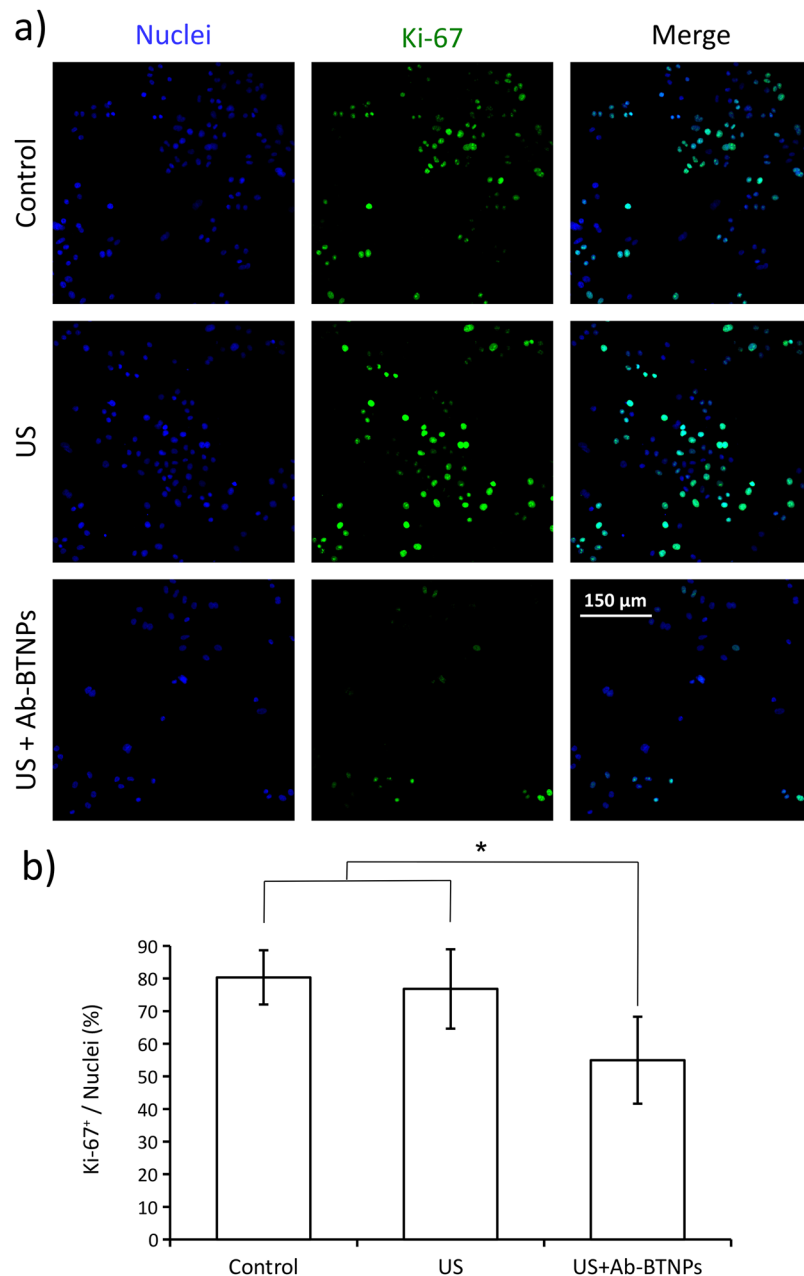 a)
Nuclei Ki-67 Merge
Control
US
US + Ab-BTNPs
150 µm
b)
*
Ki-67⁺ / Nuclei (%)
90
80
70
60
50
40
30
20
10
0
Control US US+Ab-BTNPs